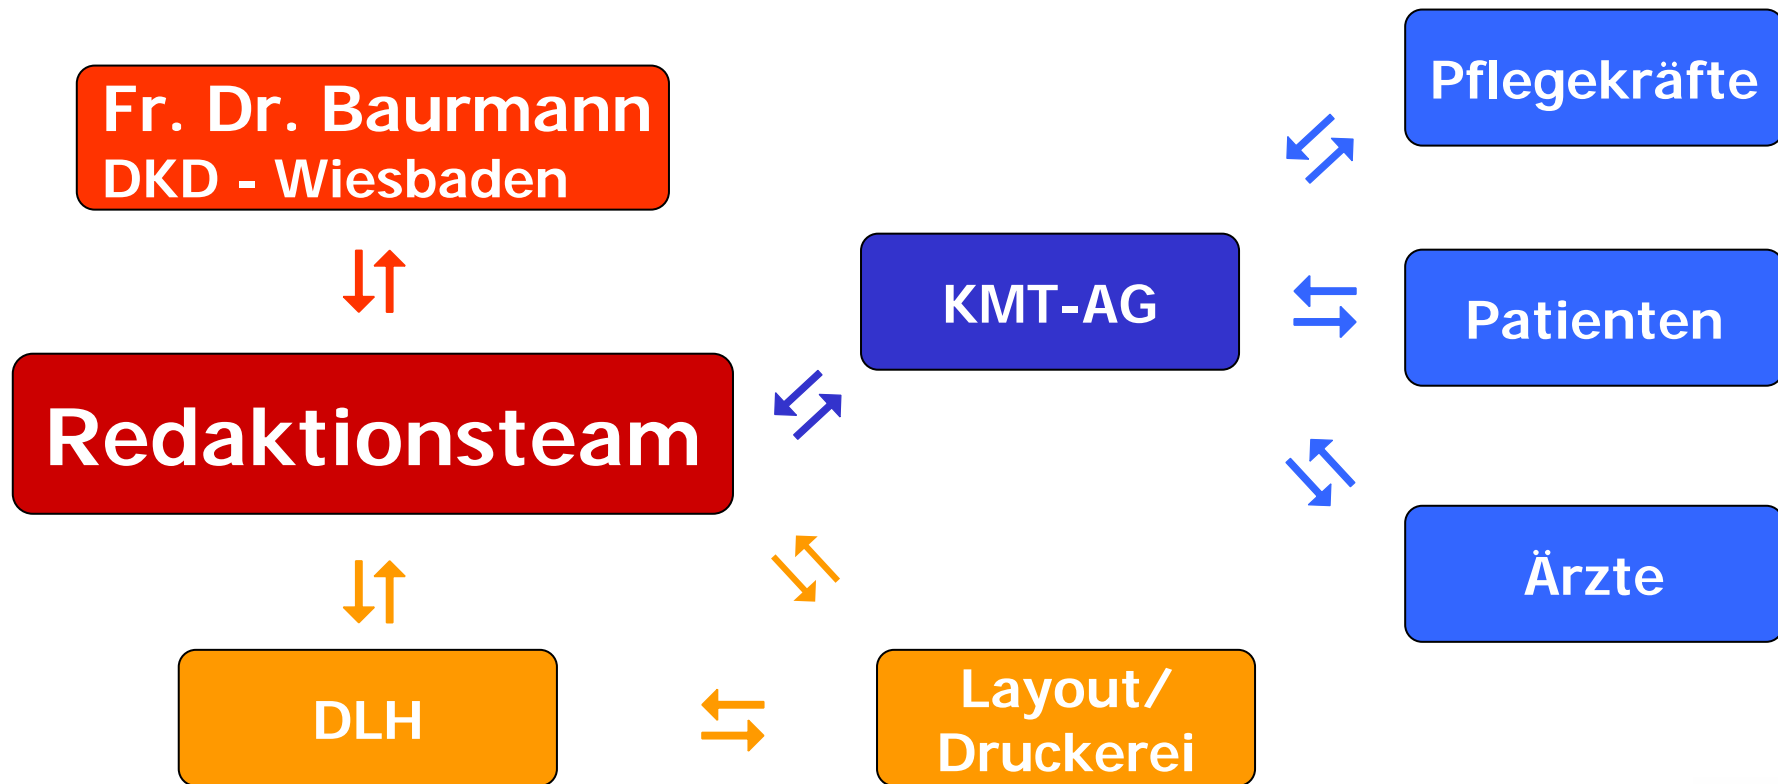 Fr. Dr. Baurmann
DKD - Wiesbaden
Redaktionsteam
DLH
KMT-AG
Layout/
Druckerei
Pflegekräfte
Patienten
Ärzte